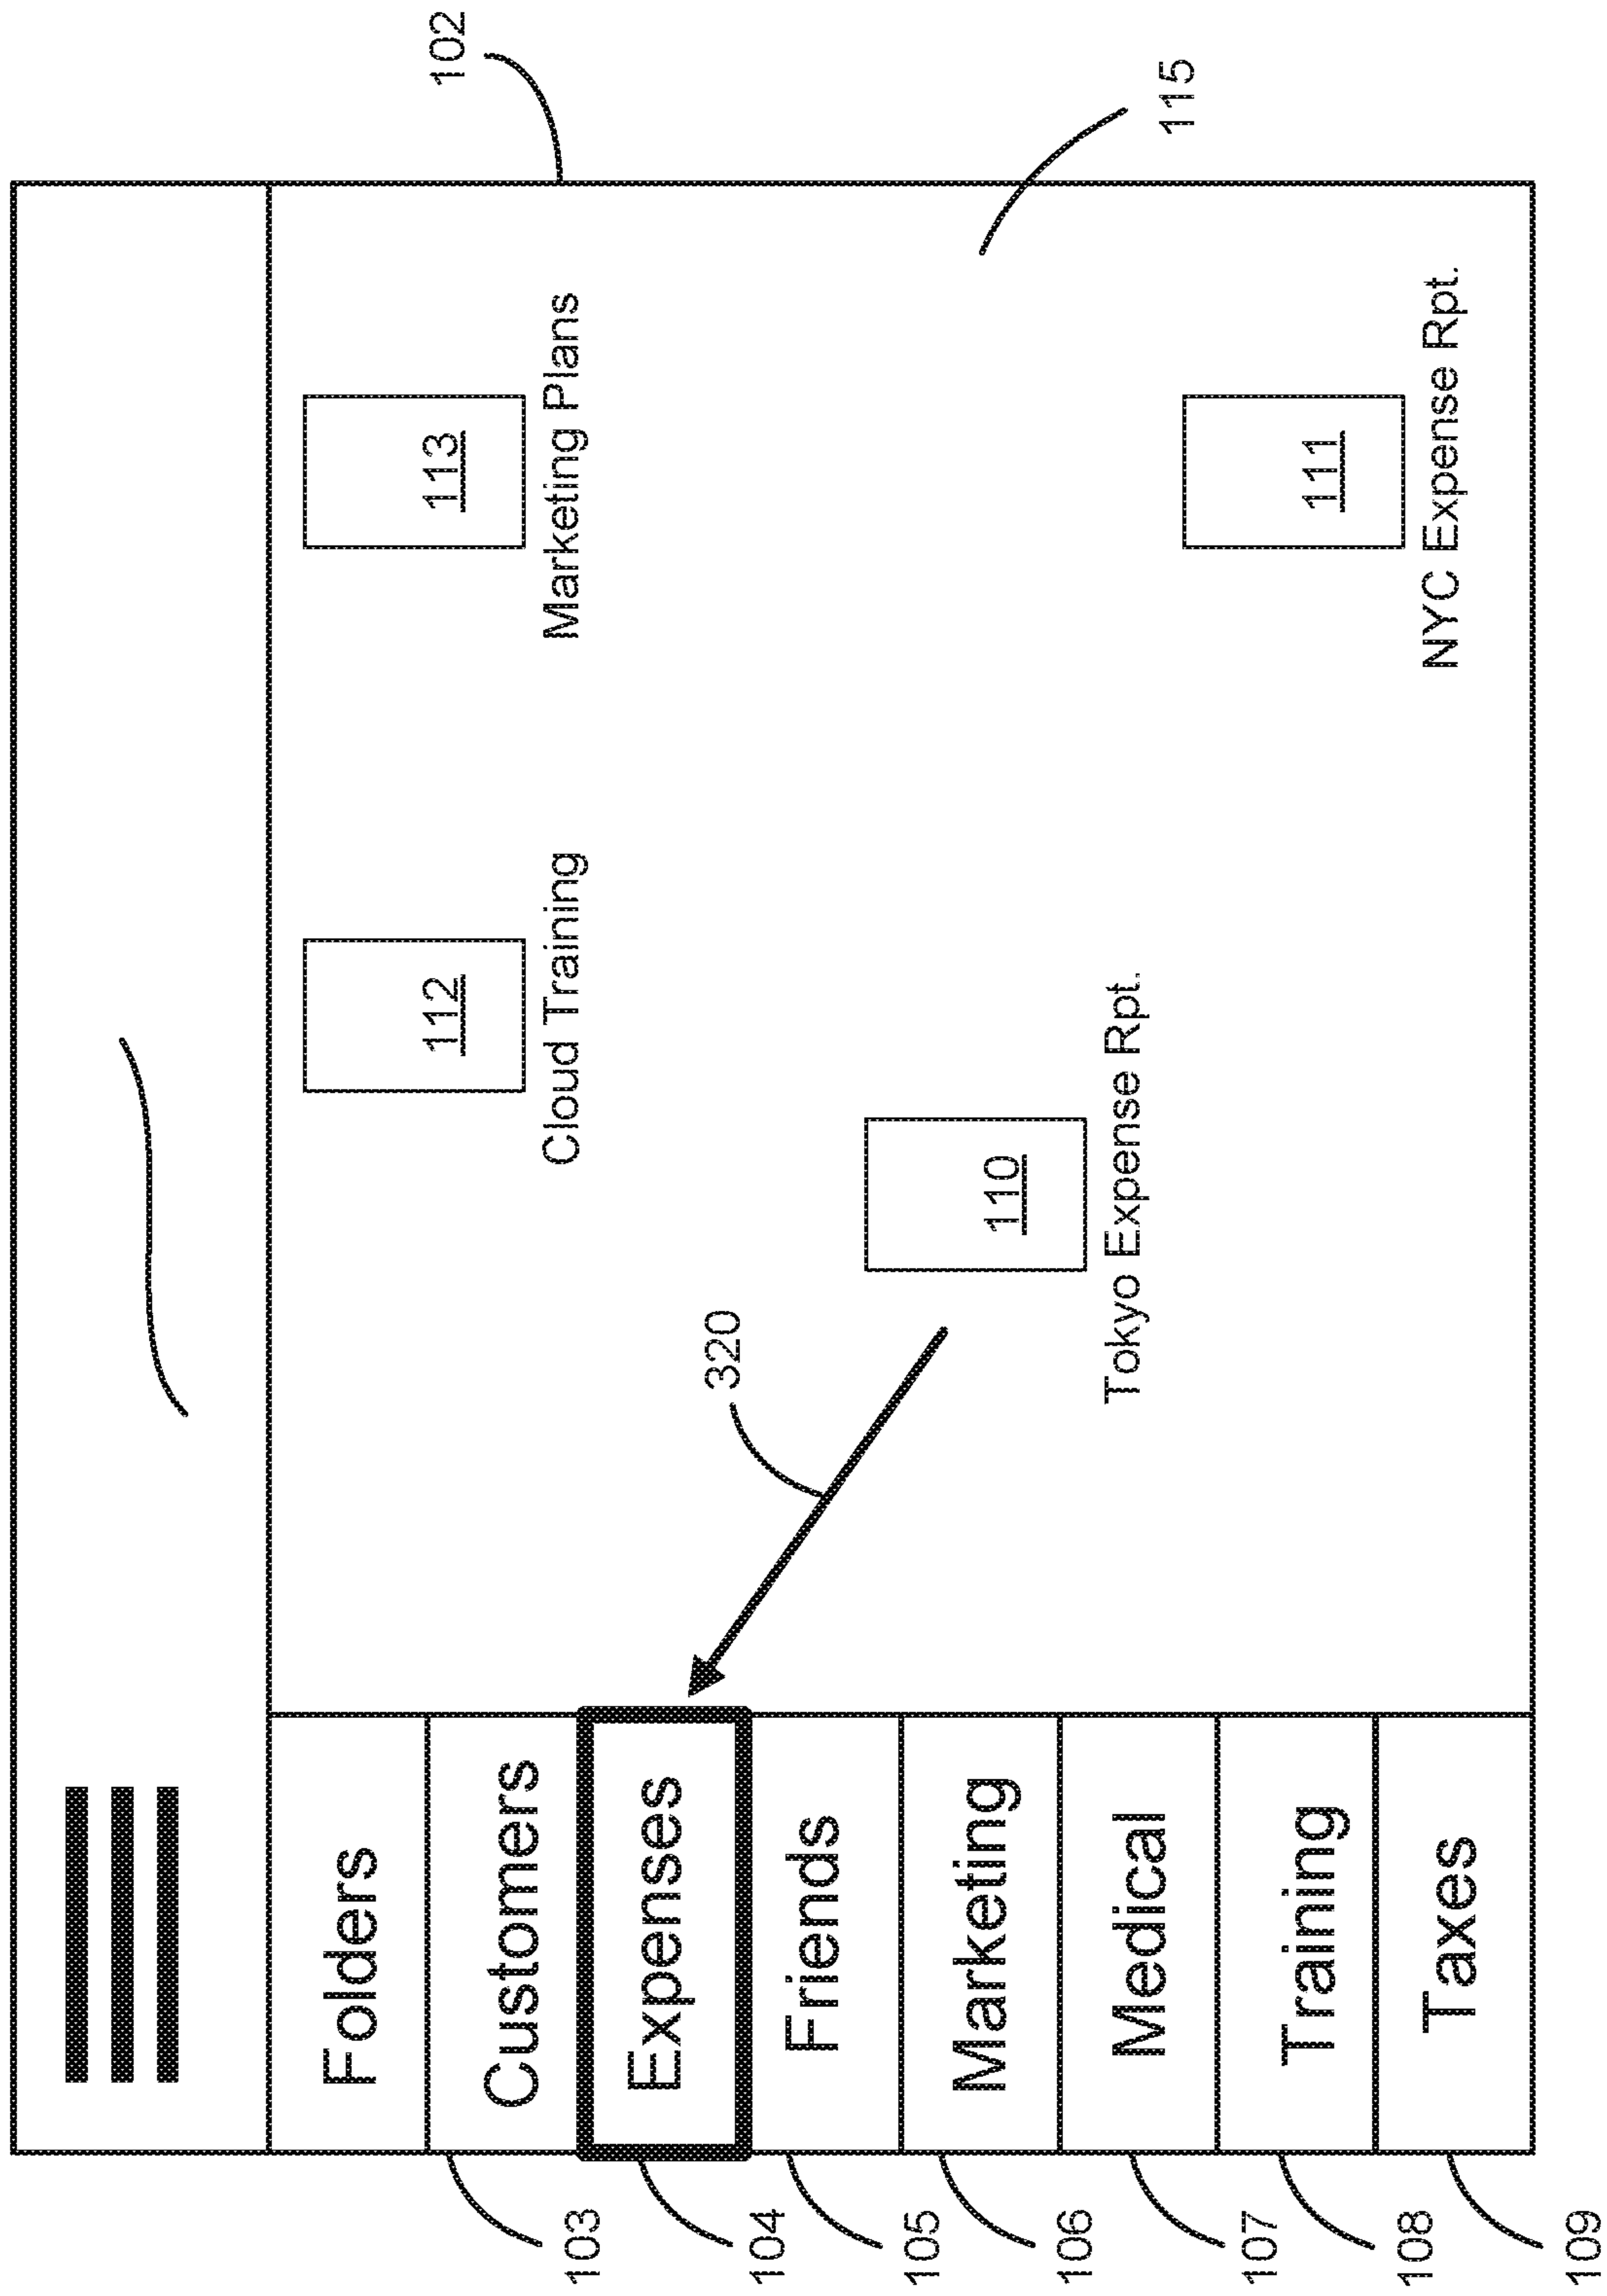 102
115
Folders
Customers
Expenses
Friends
Marketing
Medical
Training
Taxes
103
104
105
106
107
108
109
112
Cloud Training
113
Marketing Plans
320
110
Tokyo Expense Rpt.
111
NYC Expense Rpt.